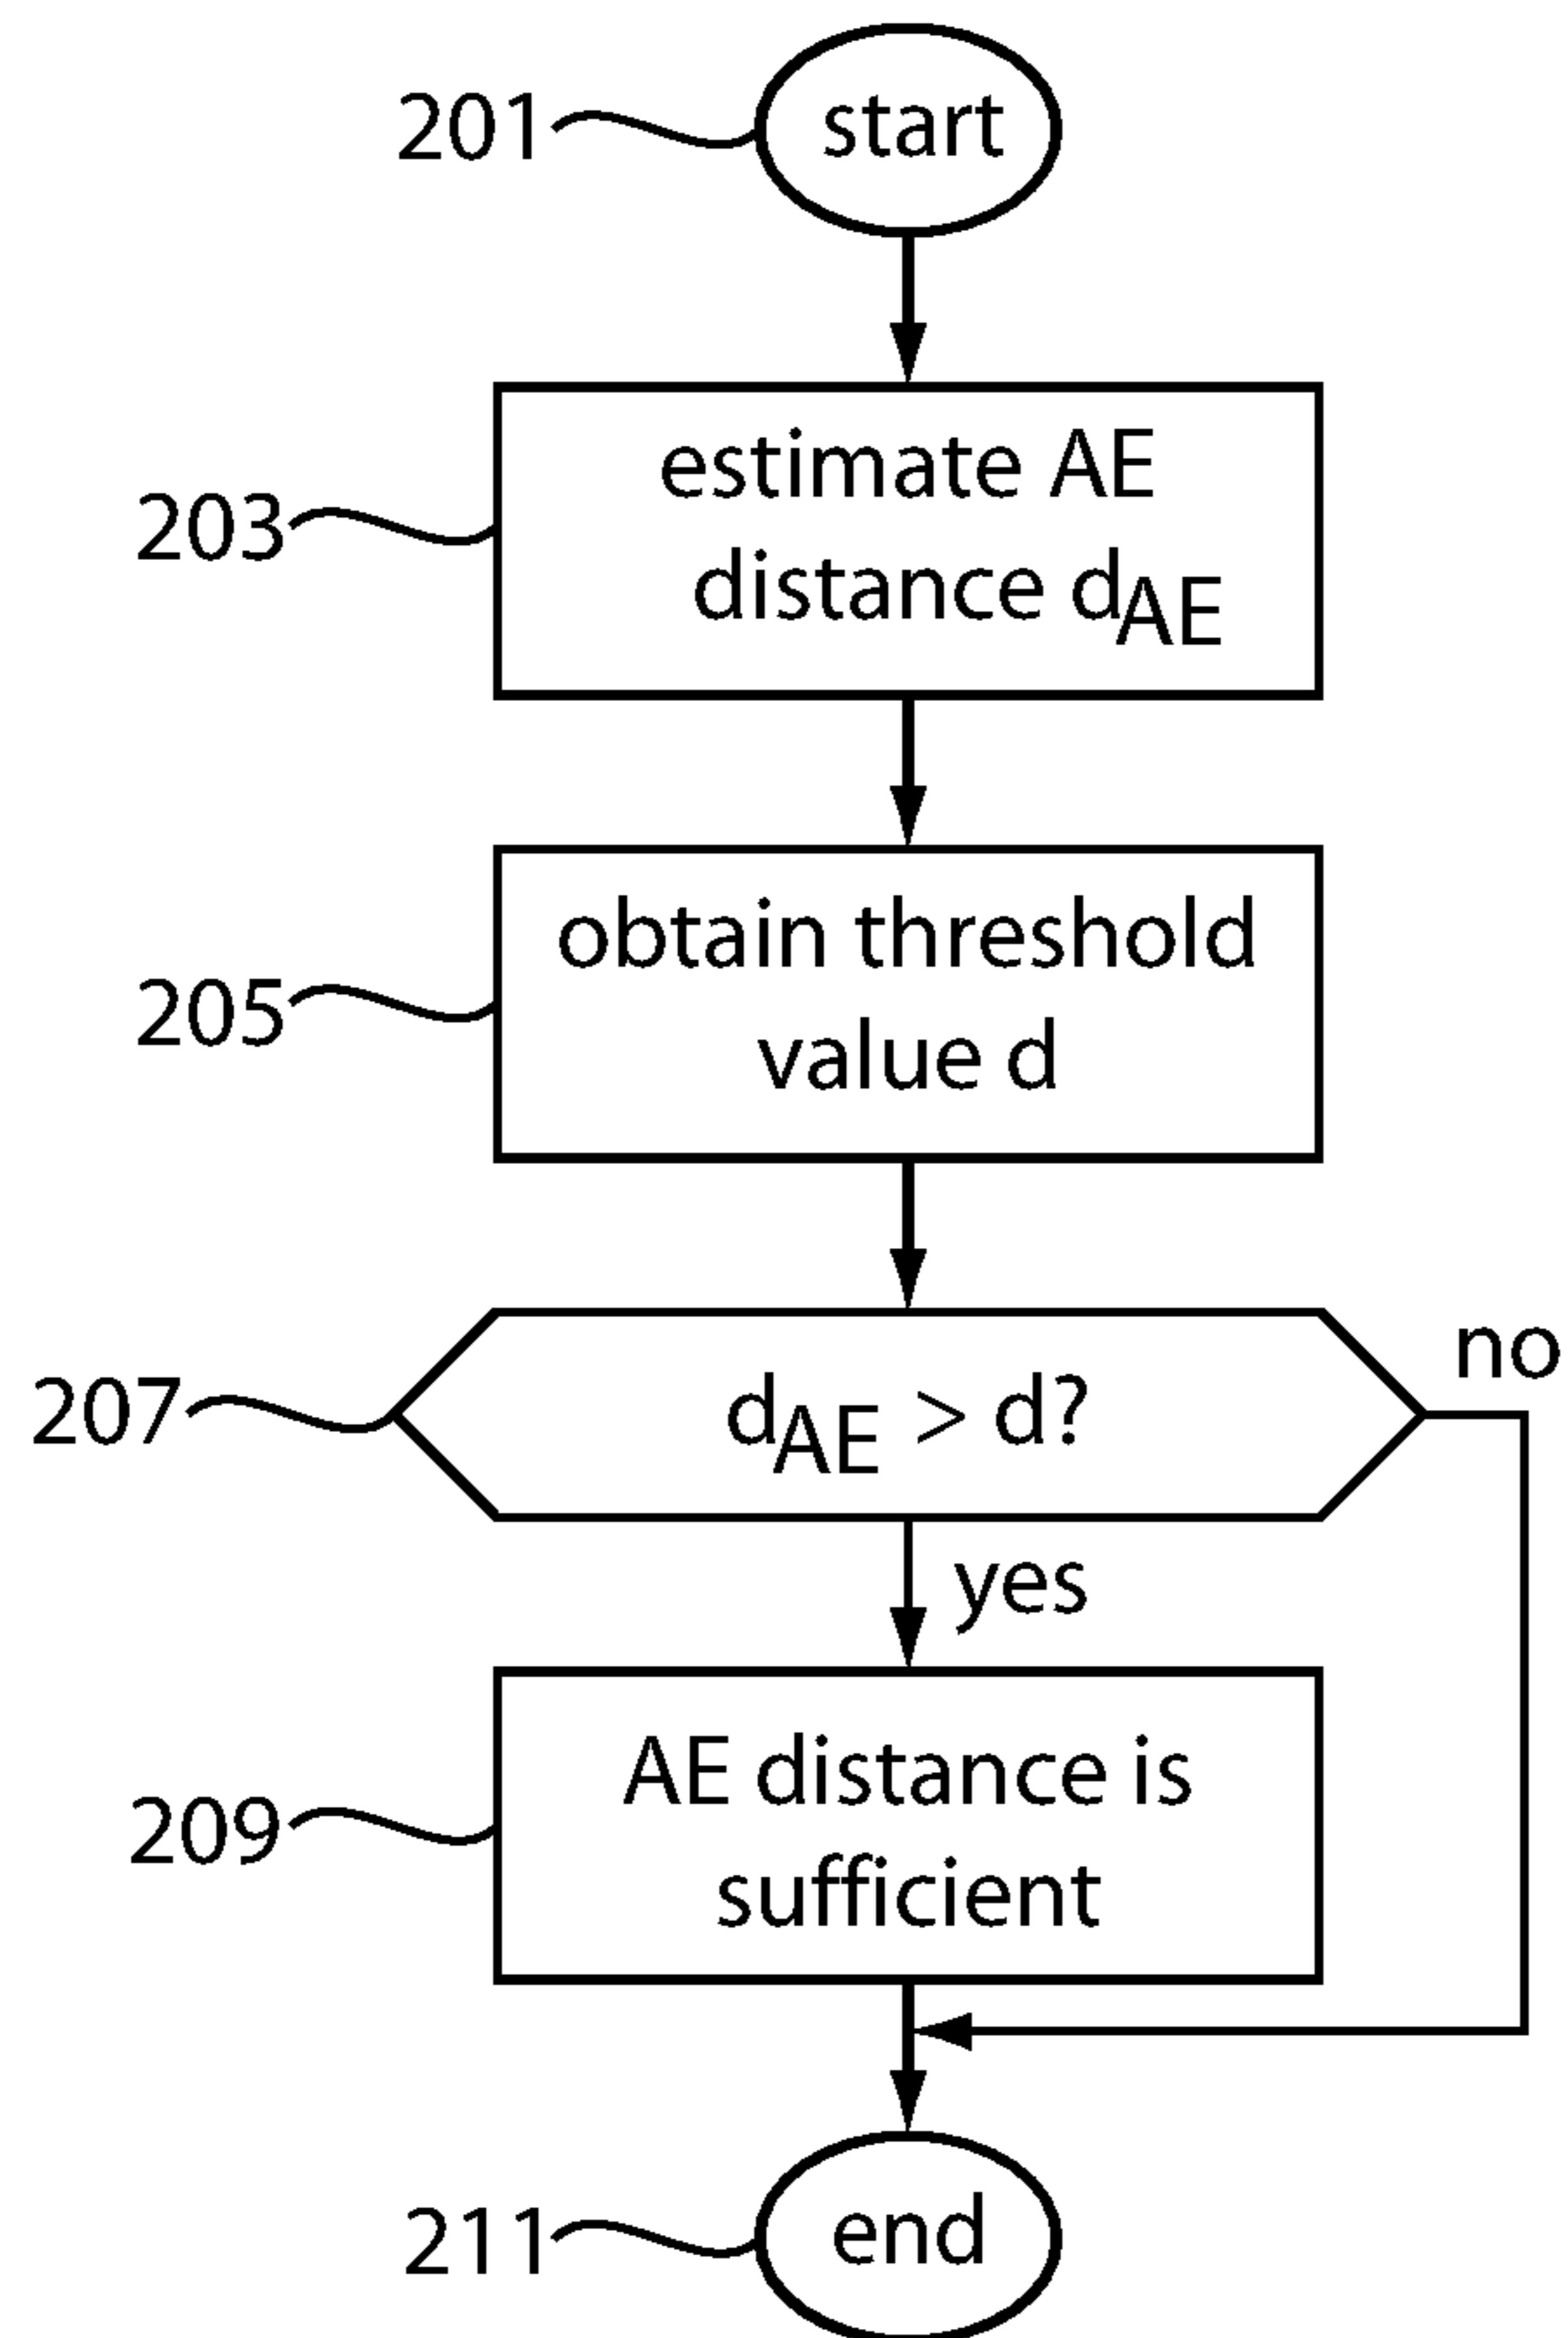 201
start
203
estimate AE
distance dAE
205
obtain threshold
value d
207
dAE > d?
no
yes
209
AE distance is
sufficient
211
end